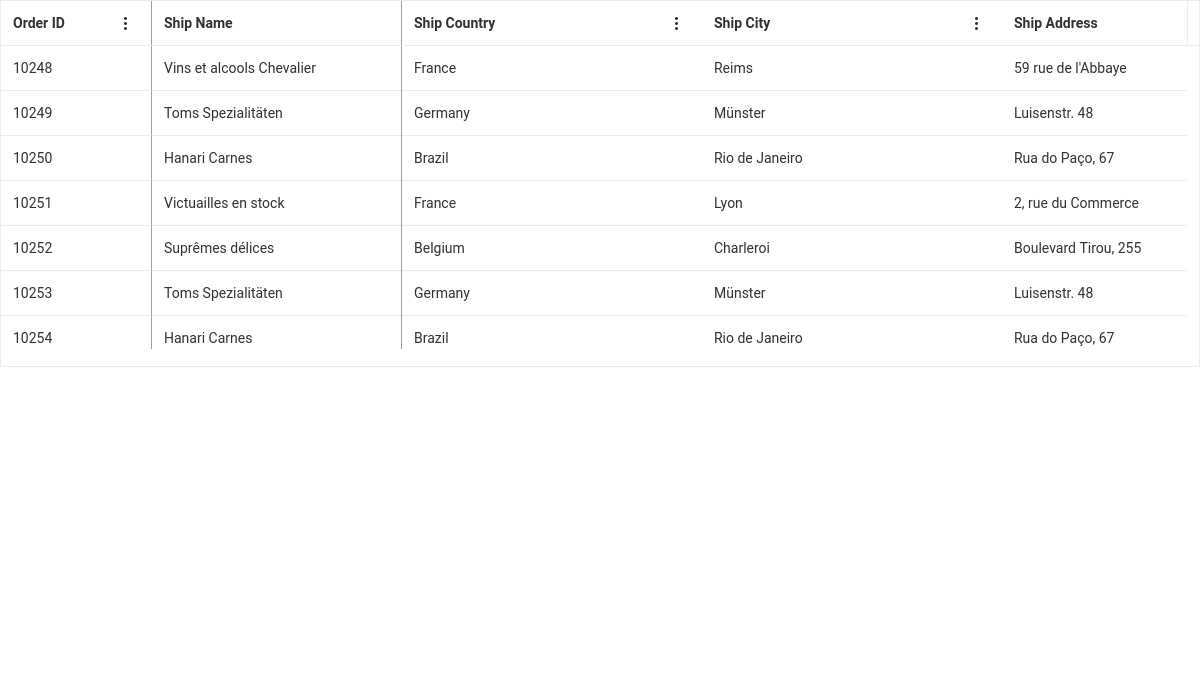 Order ID Ship Name Ship Country Ship City Ship Address
10248 Vins et alcools Chevalier France Reims 59 rue de l'Abbaye
10249 Toms Spezialitäten Germany Münster Luisenstr. 48
10250 Hanari Carnes Brazil Rio de Janeiro Rua do Paço, 67
10251 Victuailles en stock France Lyon 2, rue du Commerce
10252 Suprêmes délices Belgium Charleroi Boulevard Tirou, 255
10253 Toms Spezialitäten Germany Münster Luisenstr. 48
10254 Hanari Carnes Brazil Rio de Janeiro Rua do Paço, 67